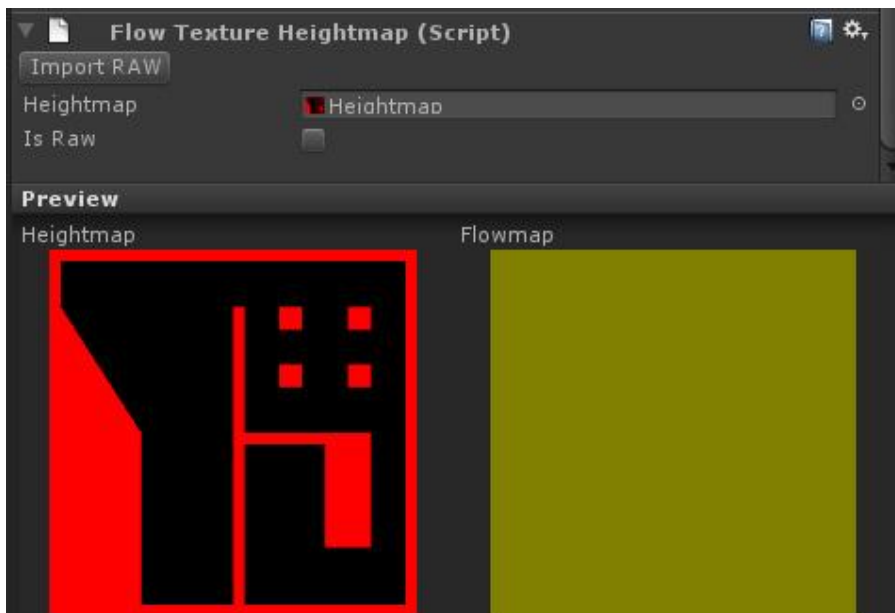 Flow Texture Heightmap (Script)
Import RAW
Heightmap Heightmap
Is Raw
Preview
Heightmap Flowmap